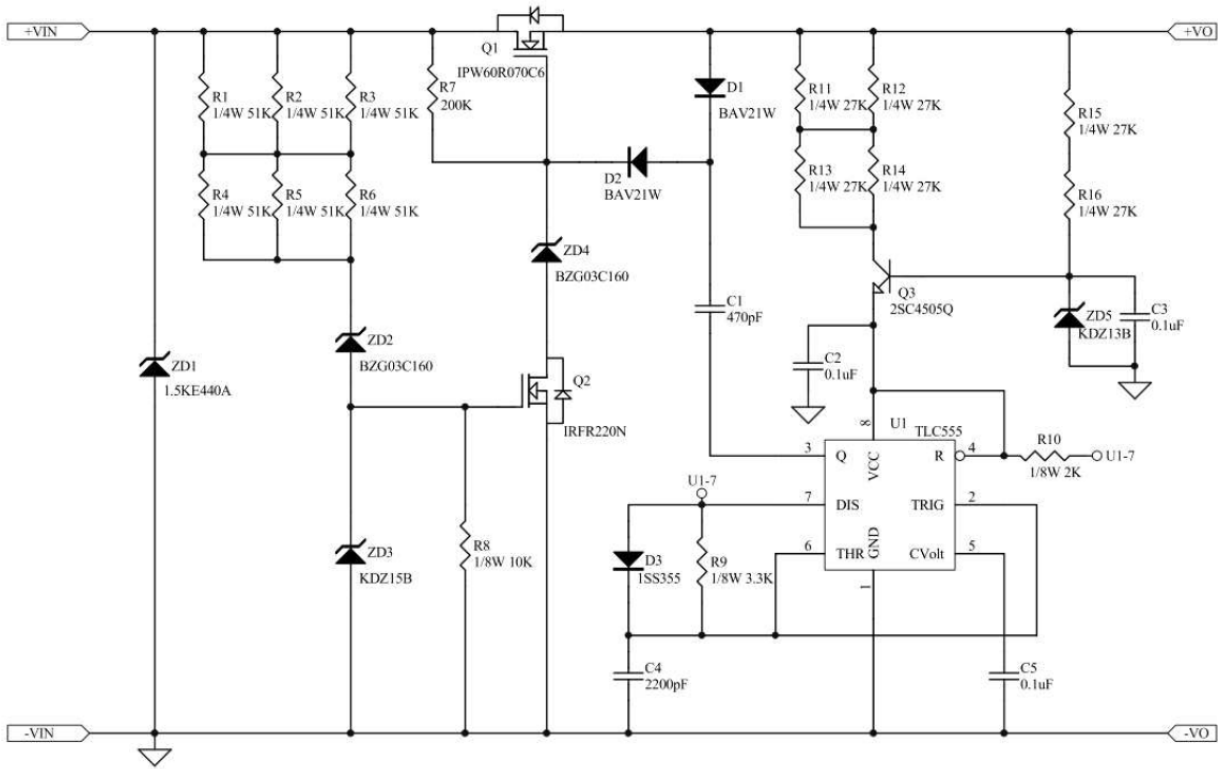 +VIN
+VO
Q1
IPW60R070C6
R1
1/4W 51K
R2
1/4W 51K
R3
1/4W 51K
R7
200K
D1
BAV21W
R11
1/4W 27K
R12
1/4W 27K
R15
1/4W 27K
R4
1/4W 51K
R5
1/4W 51K
R6
1/4W 51K
D2
BAV21W
R13
1/4W 27K
R14
1/4W 27K
R16
1/4W 27K
ZD4
BZG03C160
C1
470pF
Q3
2SC4505Q
ZD5
KDZ13B
C3
0.1uF
ZD1
1.5KE440A
ZD2
BZG03C160
Q2
IRFR220N
C2
0.1uF
U1
TLC555
8
VCC
3
Q
R
4
R10
1/8W 2K
U1-7
U1-7
7
DIS
TRIG
2
6
THR
GND
CVolt
5
1
ZD3
KDZ15B
R8
1/8W 10K
D3
1SS355
R9
1/8W 3.3K
C4
2200pF
C5
0.1uF
-VIN
-VO